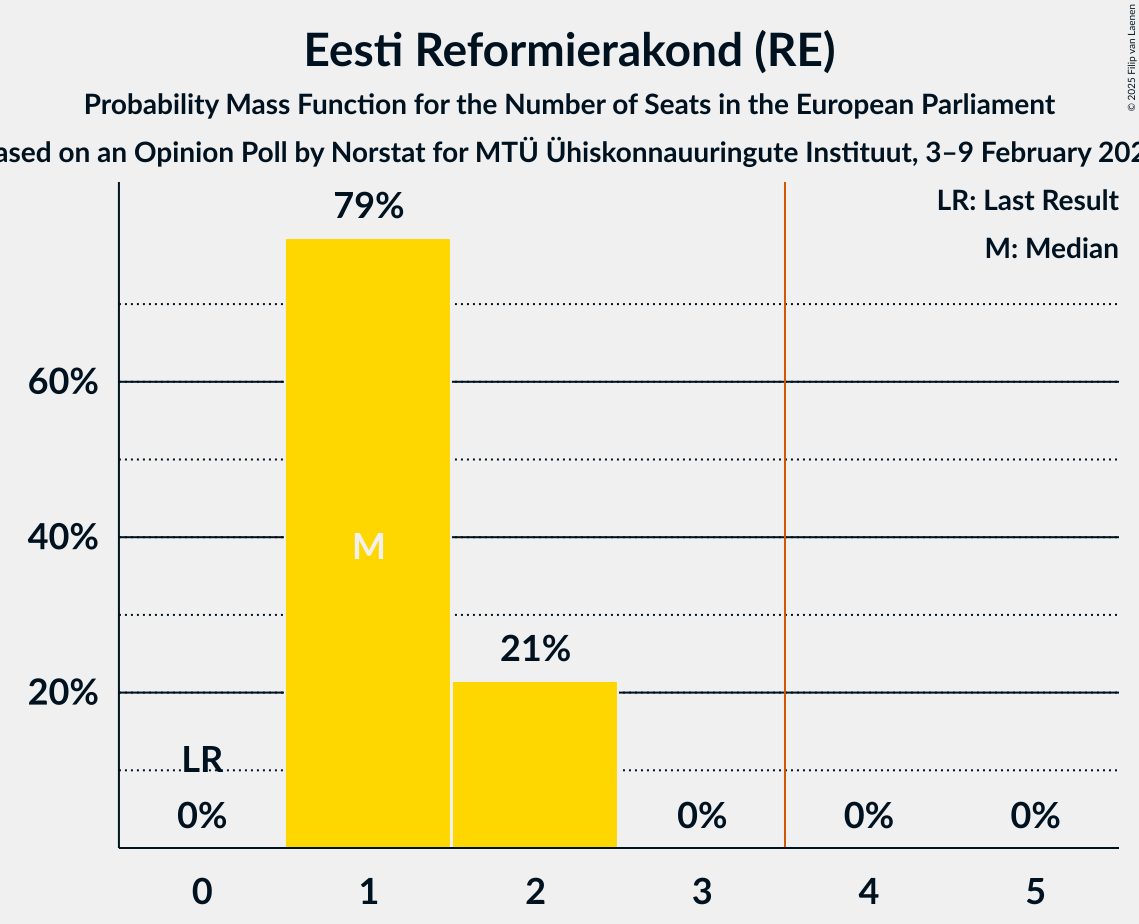 © 2025 Filip van Laenen
Eesti Reformierakond (RE)
Probability Mass Function for the Number of Seats in the European Parliament
on an Opinion Poll by Norstat for MTÜ Ühiskonnauuringute Instituut, 3–9 February
LR: Last Result
M: Median
79%
60%
40%
M
21%
20%
LR
0%
0%
0%
0%
0
1
2
3
4
5